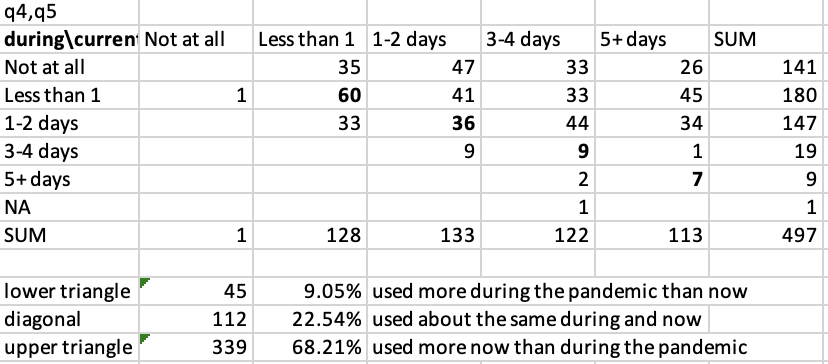 q4,q5
during\current Not at all Less than 1 1-2 days 3-4 days 5+ days SUM
Not at all 35 47 33 26 141
Less than 1 1 60 41 33 45 180
1-2 days 33 36 44 34 147
3-4 days 9 9 1 19
5+ days 2 7 9
NA 1 1
SUM 1 128 133 122 113 497
lower triangle 45 9.05% used more during the pandemic than now
diagonal 112 22.54% used about the same during and now
upper triangle 339 68.21% used more now than during the pandemic